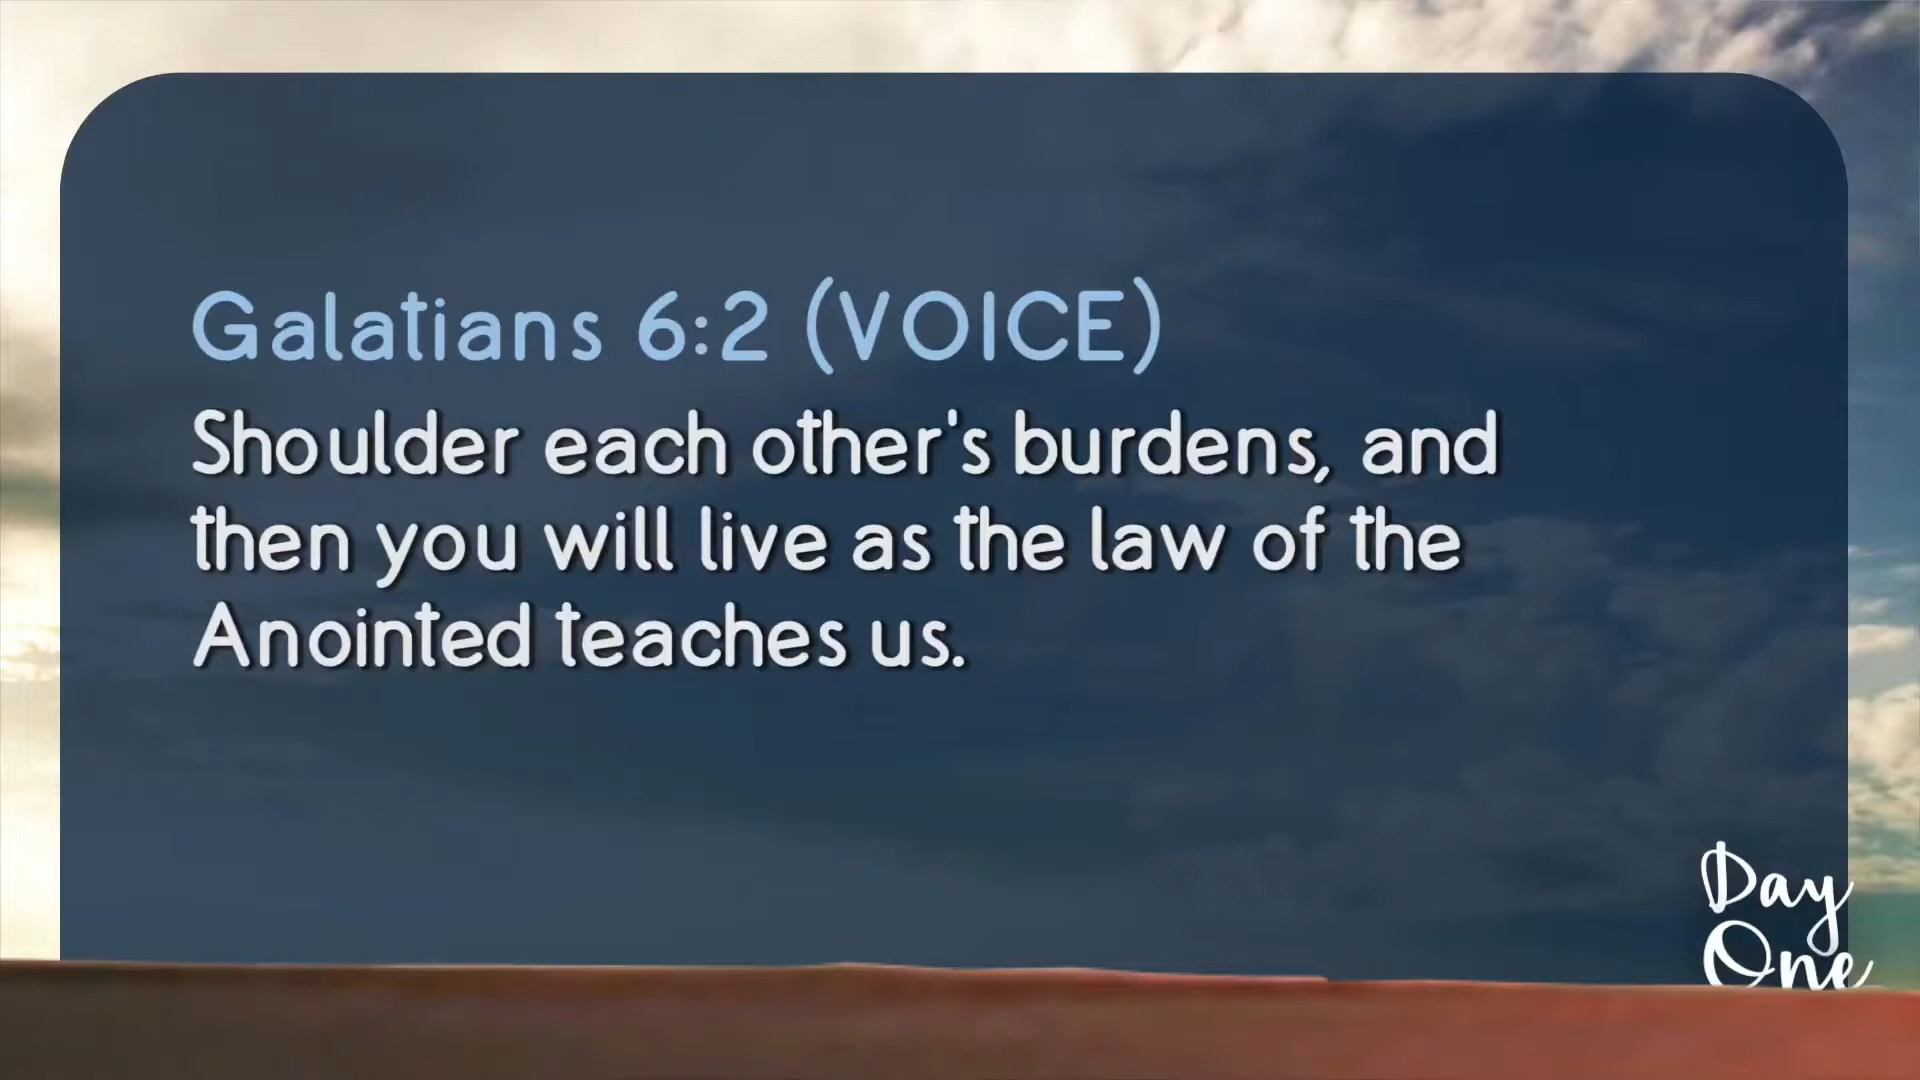 Galatians 6:2 (VOICE)
Shoulder each other's burdens, and
then you will live as the law of the
Anointed teaches us.
Day
One